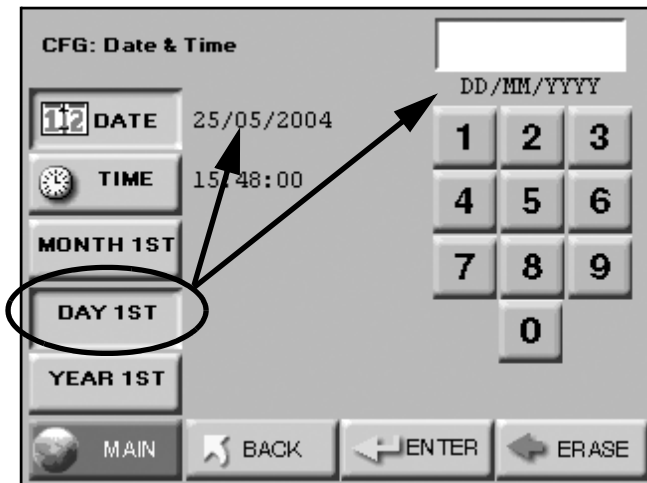 CFG: Date & Time
DD/MM/YYYY
112 DATE 25/05/2004
TIME 15:48:00
MONTH 1ST
DAY 1ST
YEAR 1ST
1 2 3
4 5 6
7 8 9
0
MAIN BACK ENTER ERASE